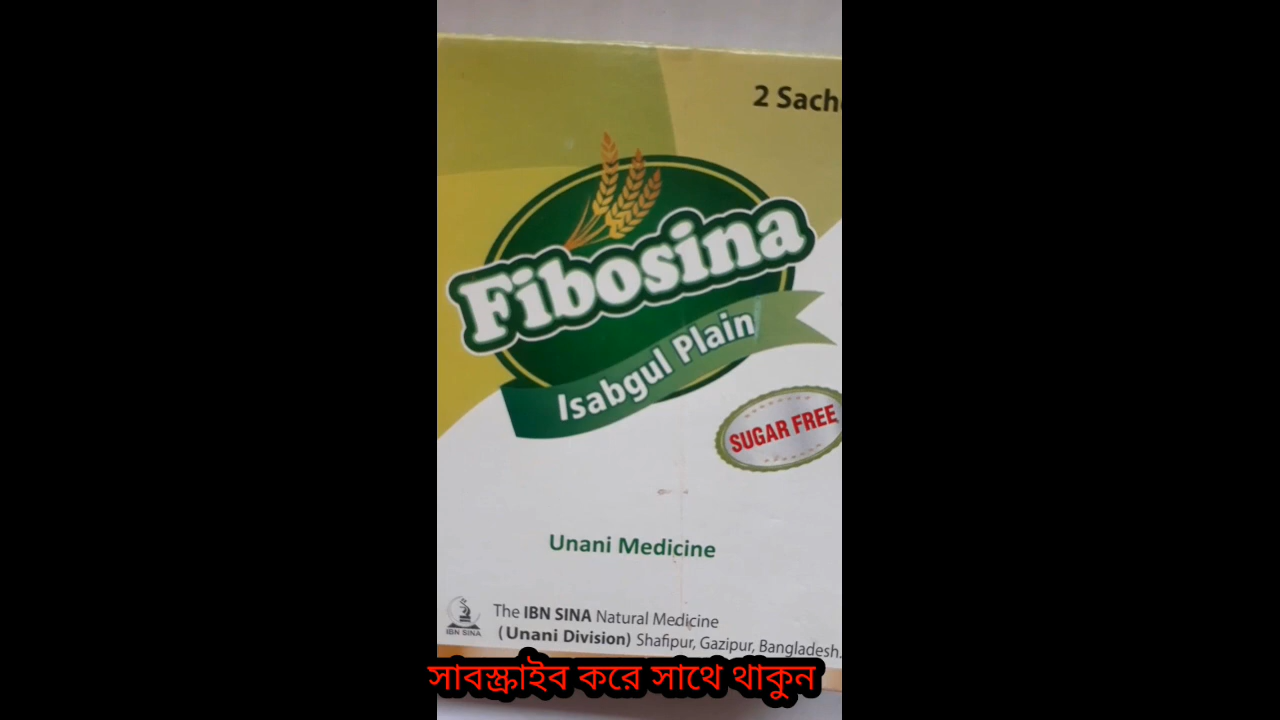 2 Sach
Fibosina
Isabgul Plain
SUGAR FREE
Unani Medicine
The IBN SINA Natural Medicine
IBN SINA
(Unani Division) Shafipur, Gazipur, Bangladesh.
সাবস্ক্রাইব করে সাথে থাকুন